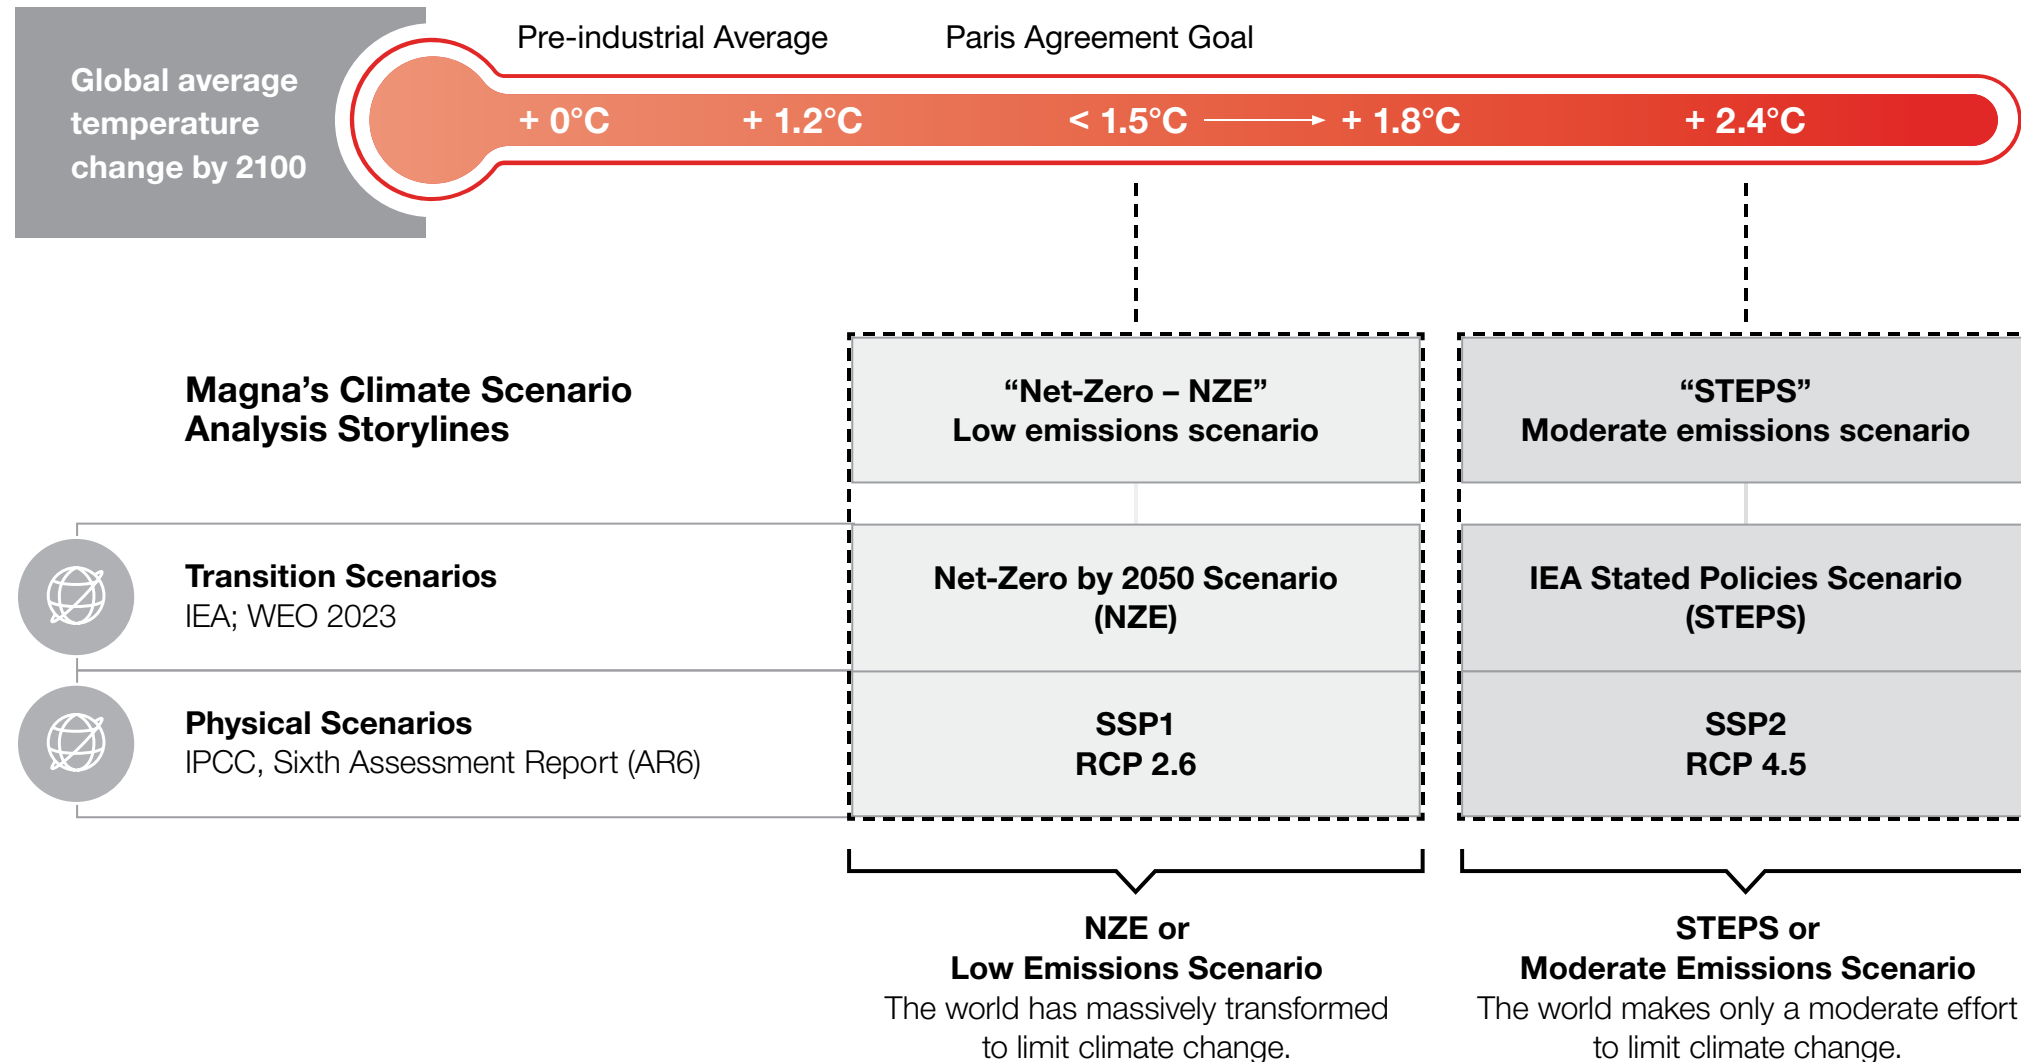 Global average
temperature
change by 2100
Pre-industrial Average
Paris Agreement Goal
+ 0°C
+ 1.2°C
< 1.5°C
+ 1.8°C
+ 2.4°C
Magna’s Climate Scenario
Analysis Storylines
“Net-Zero – NZE”
Low emissions scenario
“STEPS”
Moderate emissions scenario
Transition Scenarios
IEA; WEO 2023
Net-Zero by 2050 Scenario
(NZE)
IEA Stated Policies Scenario
(STEPS)
Physical Scenarios
IPCC, Sixth Assessment Report (AR6)
SSP1
RCP 2.6
SSP2
RCP 4.5
NZE or
Low Emissions Scenario
The world has massively transformed
to limit climate change.
STEPS or
Moderate Emissions Scenario
The world makes only a moderate effort
to limit climate change.